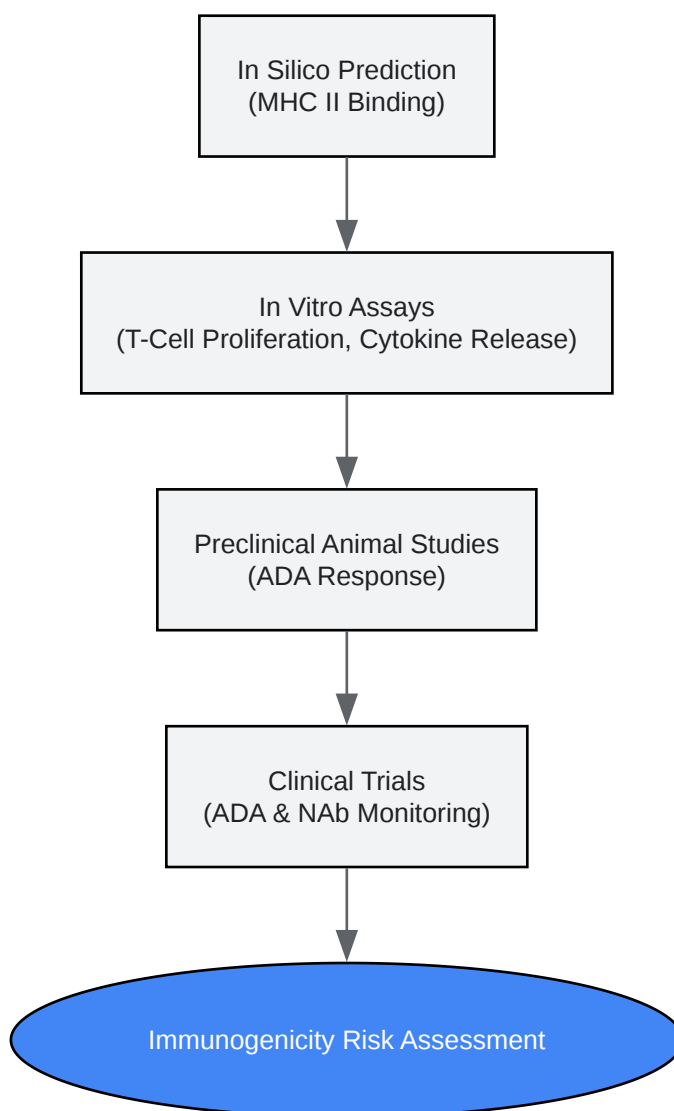 In Silico Prediction
(MHC II Binding)
In Vitro Assays
(T-Cell Proliferation, Cytokine Release)
Preclinical Animal Studies
(ADA Response)
Clinical Trials
(ADA & NAb Monitoring)
Immunogenicity Risk Assessment